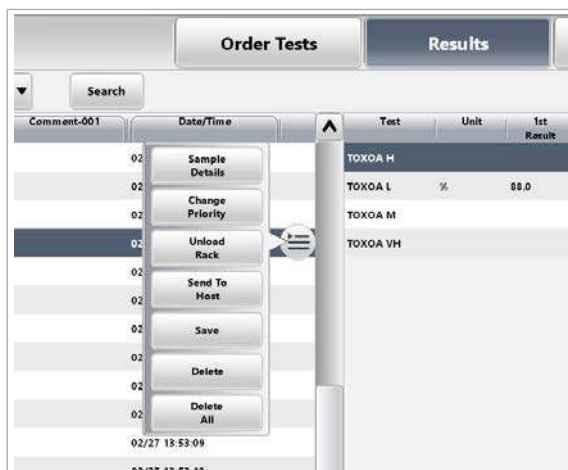 Order Tests
Results
Search
Comment-001
Date/Time
Test
Unit
1st
Result
02
Sample
Details
TOXOA H
02
Change
Priority
TOXOA L % 88.0
02
TOXOA M
02
Unload
Rack
TOXOA VH
02
Send To
Host
02
02
Save
02
02
Delete
02
Delete
All
02/27 13:53:09